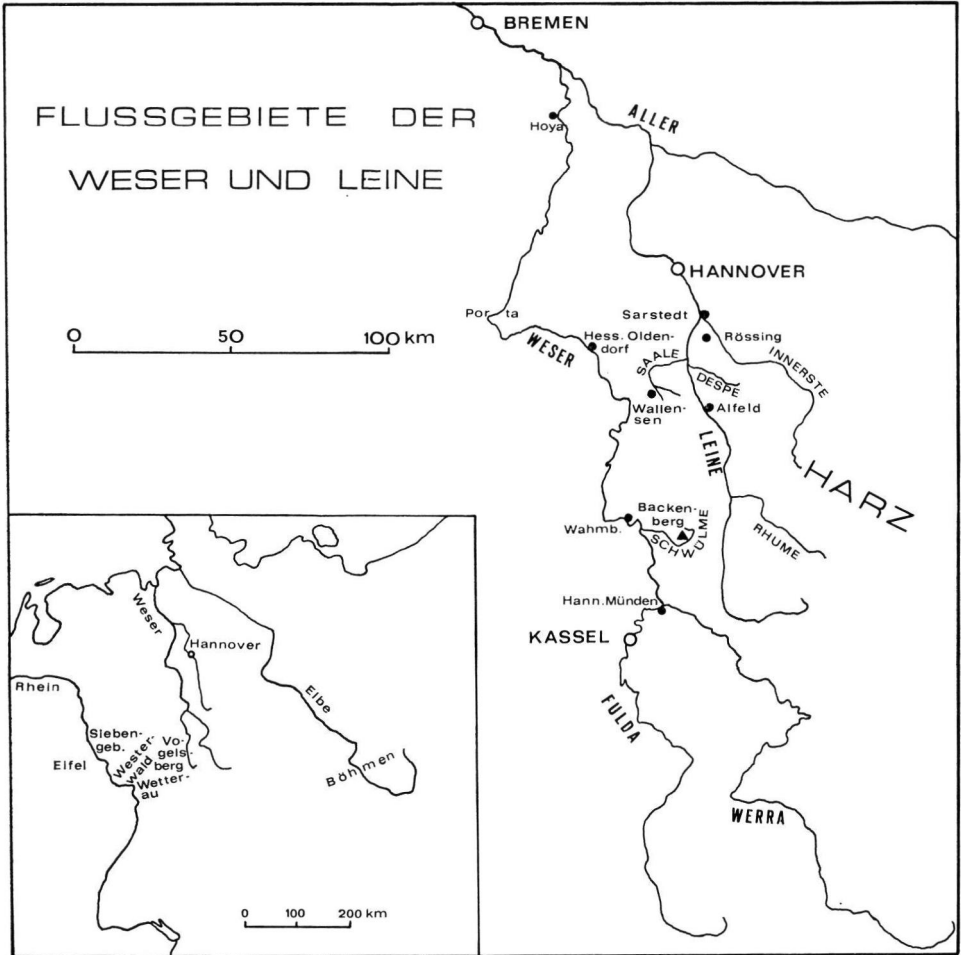 BREMEN
FLUSSGEBIETE DER
WESER UND LEINE
ALLER
Hoya
HANNOVER
0 50 100 km
Porta
WESER
Sarstedt
Hess. Olden-
dorf
Rössing
INNERSTE
SAALE
DESPE
Wallen-
sen
Alfeld
LEINE
HARZ
Backen-
berg
Wahmb.
SCHWÜLME
RHUME
Hann. Münden
KASSEL
FULDA
WERRA
Weser
Hannover
Elbe
Rhein
Sieben-
geb.
Eifel
Wester-
wald
Vo-
gels-
berg
Wetter-
au
Böhmen
0 100 200 km